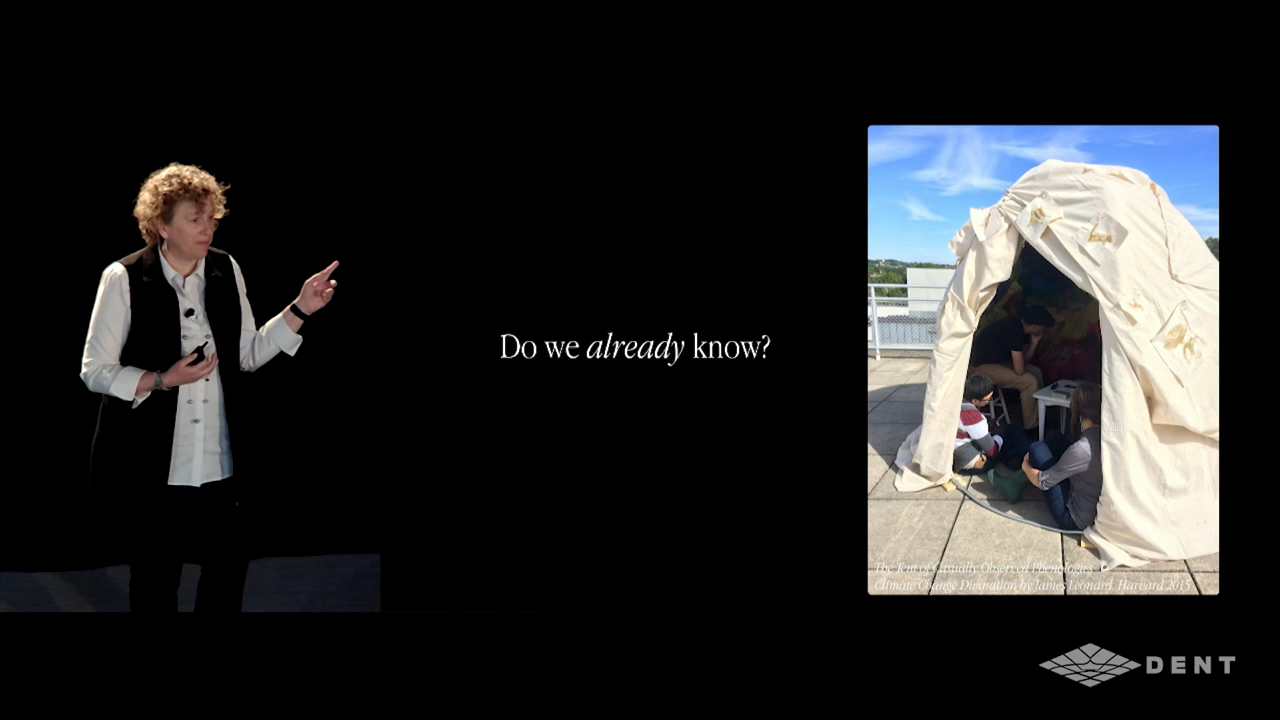 Do we already know?
The Tent of Casually Observed Phenologies
Climate Change Divination by James Leonard. Harvard 2015
DENT